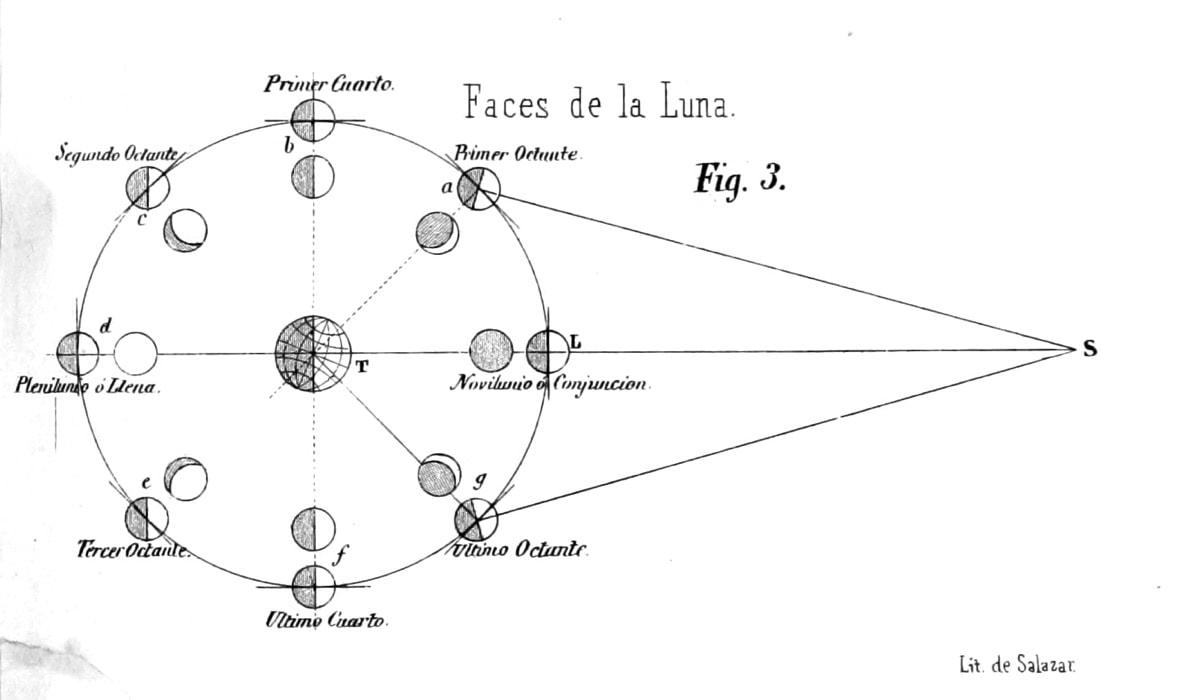 Primer Cuarto.
Faces de la Luna.
Segundo Octante
b
Primer Octante.
Fig. 3.
a
c
d
L
S
T
Plenilunio ó Llena.
Novilunio ó Conjuncion.
e
g
Tercer Octante.
f
Ultimo Octante.
Ultimo Cuarto.
Lit. de Salazar.